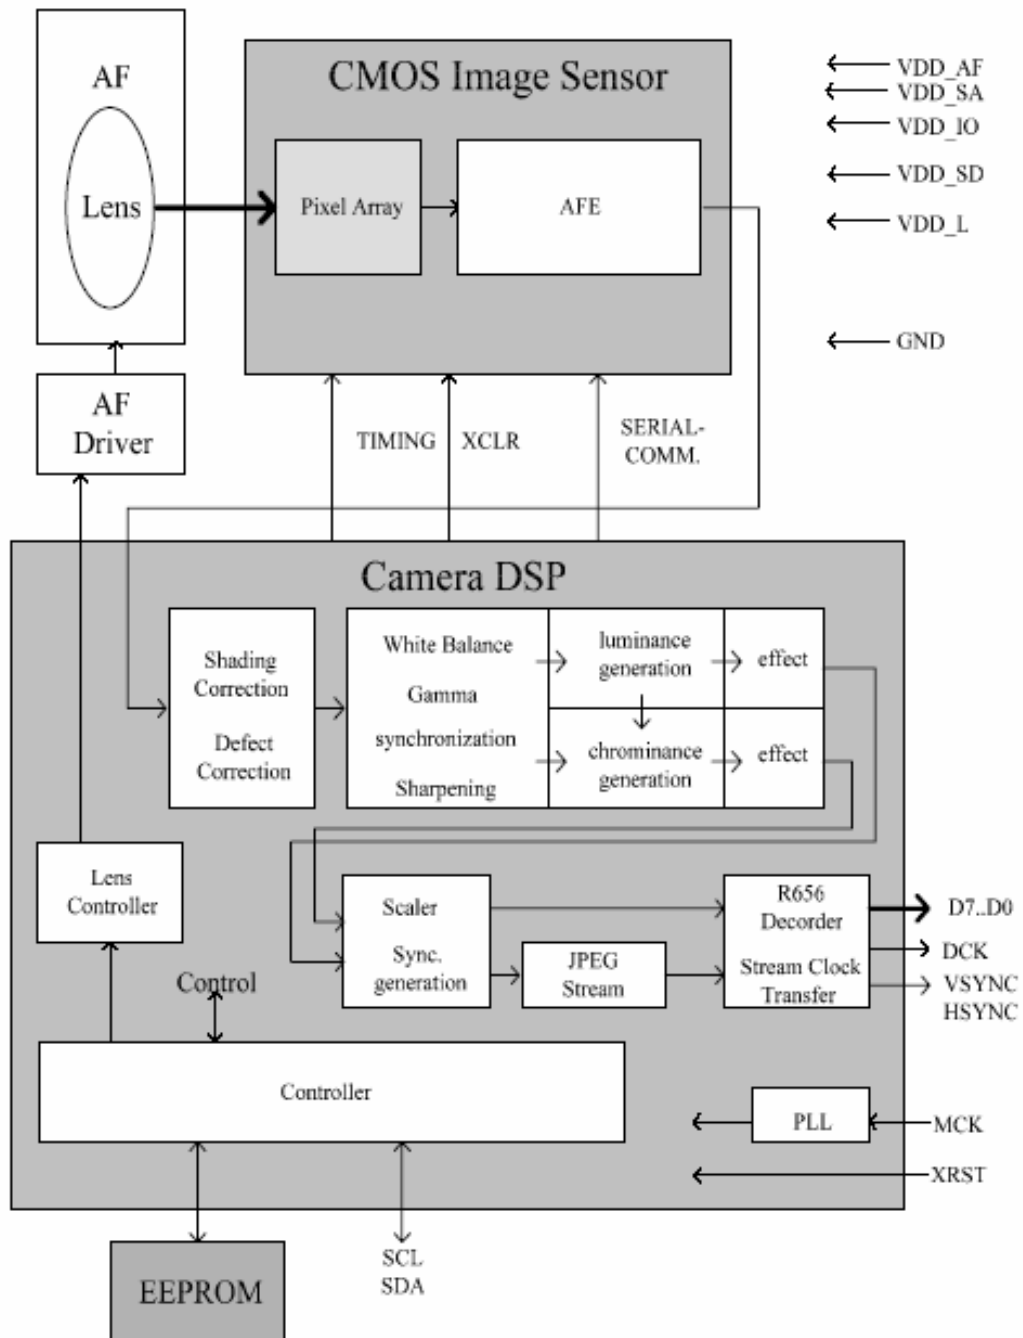 AF
Lens
AF
Driver
CMOS Image Sensor
Pixel Array
AFE
VDD_AF
VDD_SA
VDD_IO
VDD_SD
VDD_L
GND
TIMING
XCLR
SERIAL-
COMM.
Camera DSP
Shading
Correction
Defect
Correction
White Balance
Gamma
synchronization
Sharpening
luminance
generation
effect
chrominance
generation
effect
Lens
Controller
Control
Scaler
Sync.
generation
JPEG
Stream
R656
Decorder
Stream Clock
Transfer
D7..D0
DCK
VSYNC
HSYNC
Controller
PLL
MCK
XRST
EEPROM
SCL
SDA